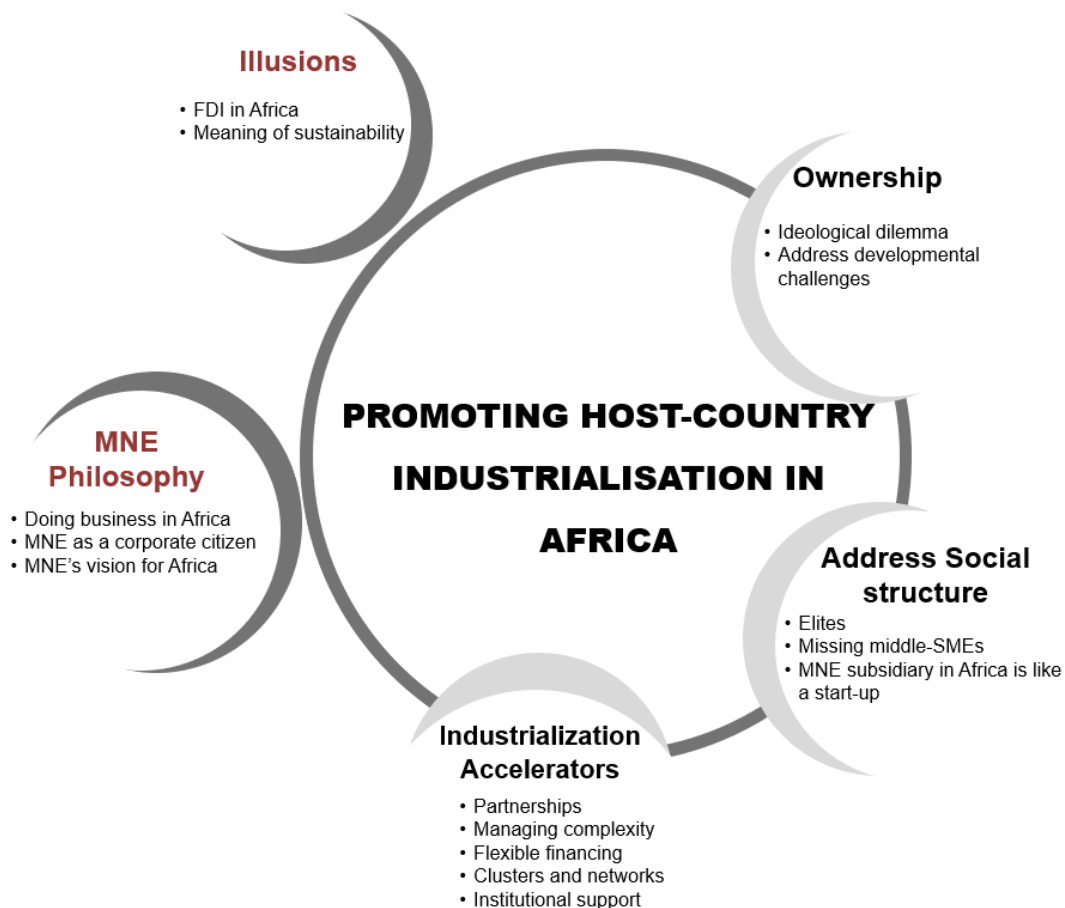 Illusions
• FDI in Africa
• Meaning of sustainability
Ownership
• Ideological dilemma
• Address developmental
challenges
PROMOTING HOST-COUNTRY
INDUSTRIALISATION IN
AFRICA
MNE
Philosophy
• Doing business in Africa
• MNE as a corporate citizen
• MNE’s vision for Africa
Address Social
structure
• Elites
• Missing middle-SMEs
• MNE subsidiary in Africa is like
a start-up
Industrialization
Accelerators
• Partnerships
• Managing complexity
• Flexible financing
• Clusters and networks
• Institutional support